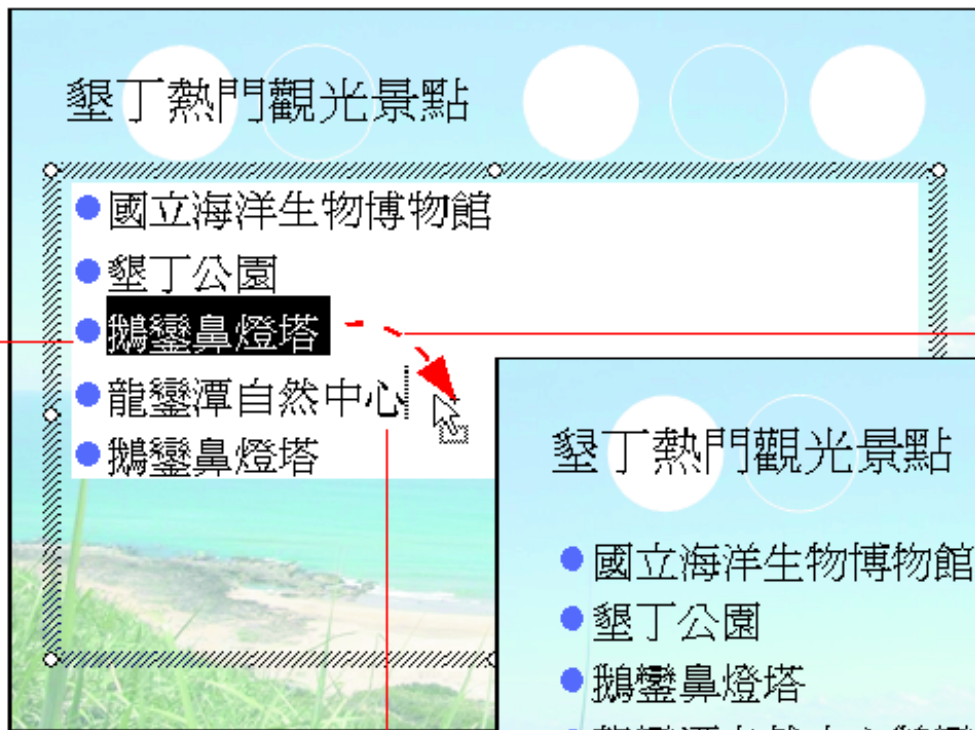 墾丁熱門觀光景點
國立海洋生物博物館
墾丁公園
鵝鑾鼻燈塔
龍鑾潭自然中心
鵝鑾鼻燈塔
墾丁熱門觀光景點
國立海洋生物博物館
墾丁公園
鵝鑾鼻燈塔